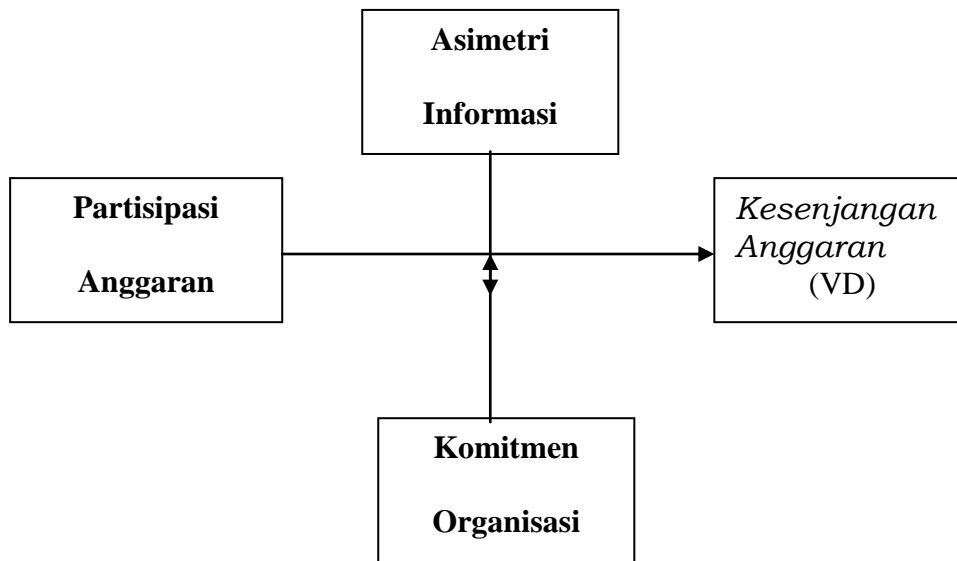 Asimetri
Informasi
Partisipasi
Anggaran
Kesenjangan
Anggaran
(VD)
Komitmen
Organisasi